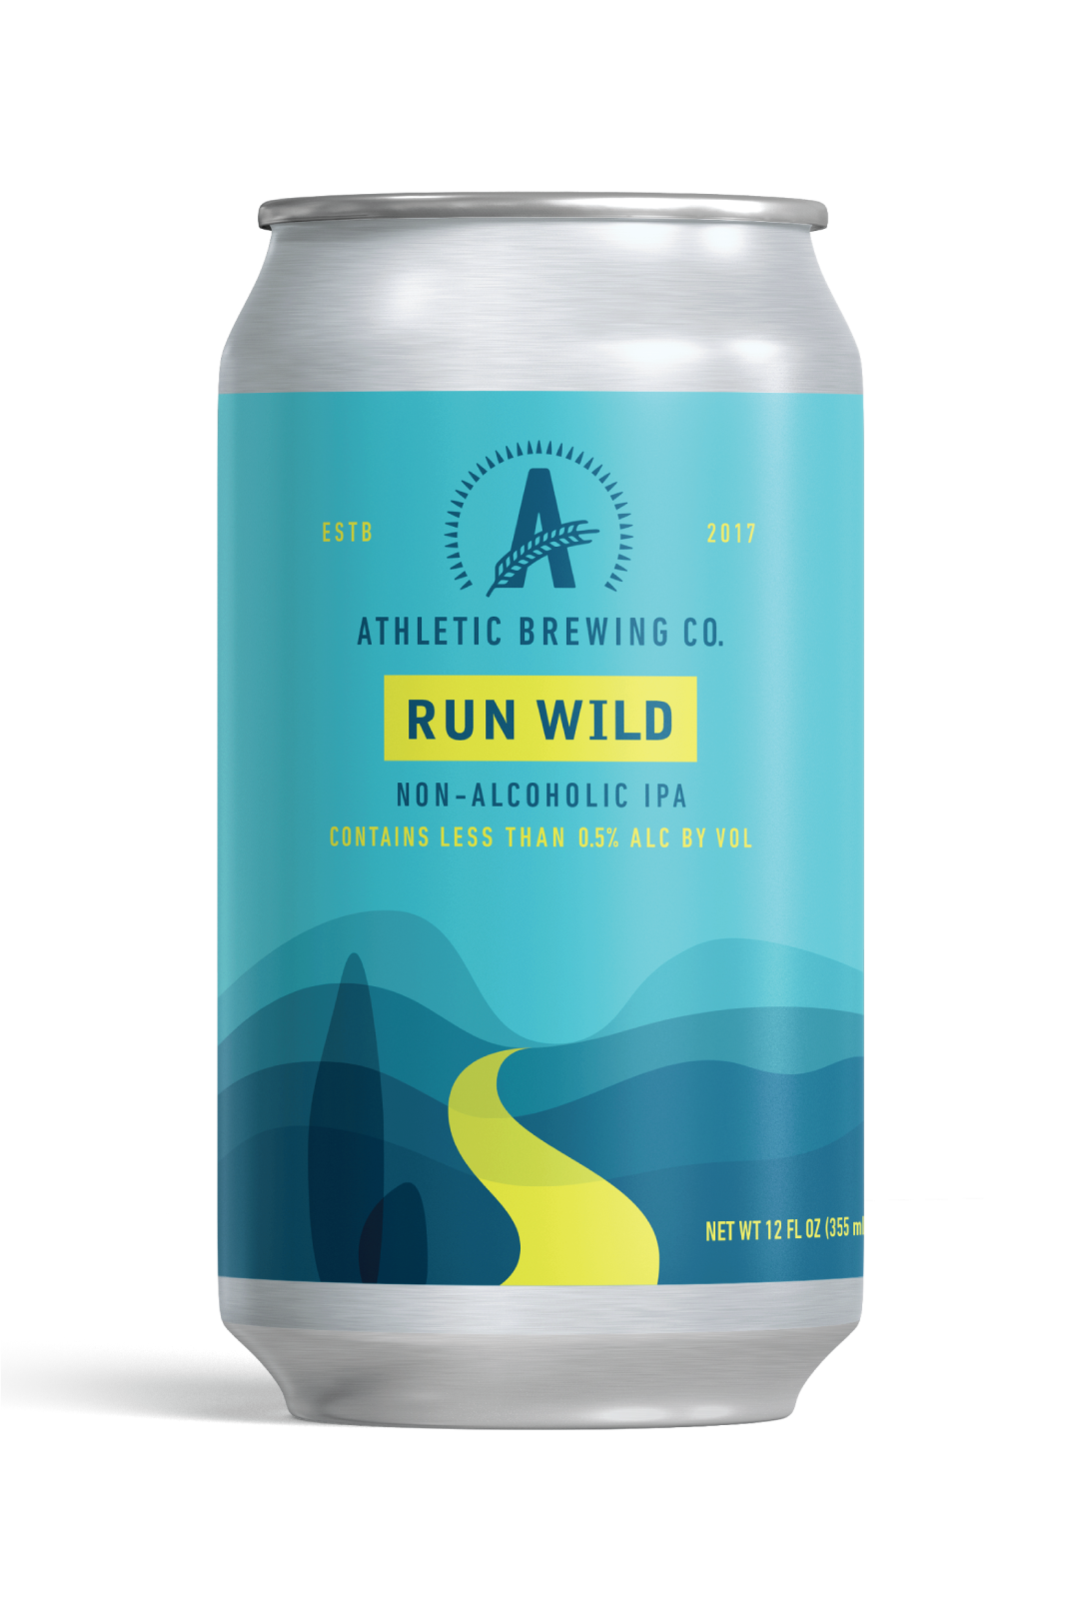 ESTB
2017
ATHLETIC BREWING CO.
RUN WILD
NON-ALCOHOLIC IPA
CONTAINS LESS THAN 0.5% ALC BY VOL
NET WT 12 FL OZ (355 ml